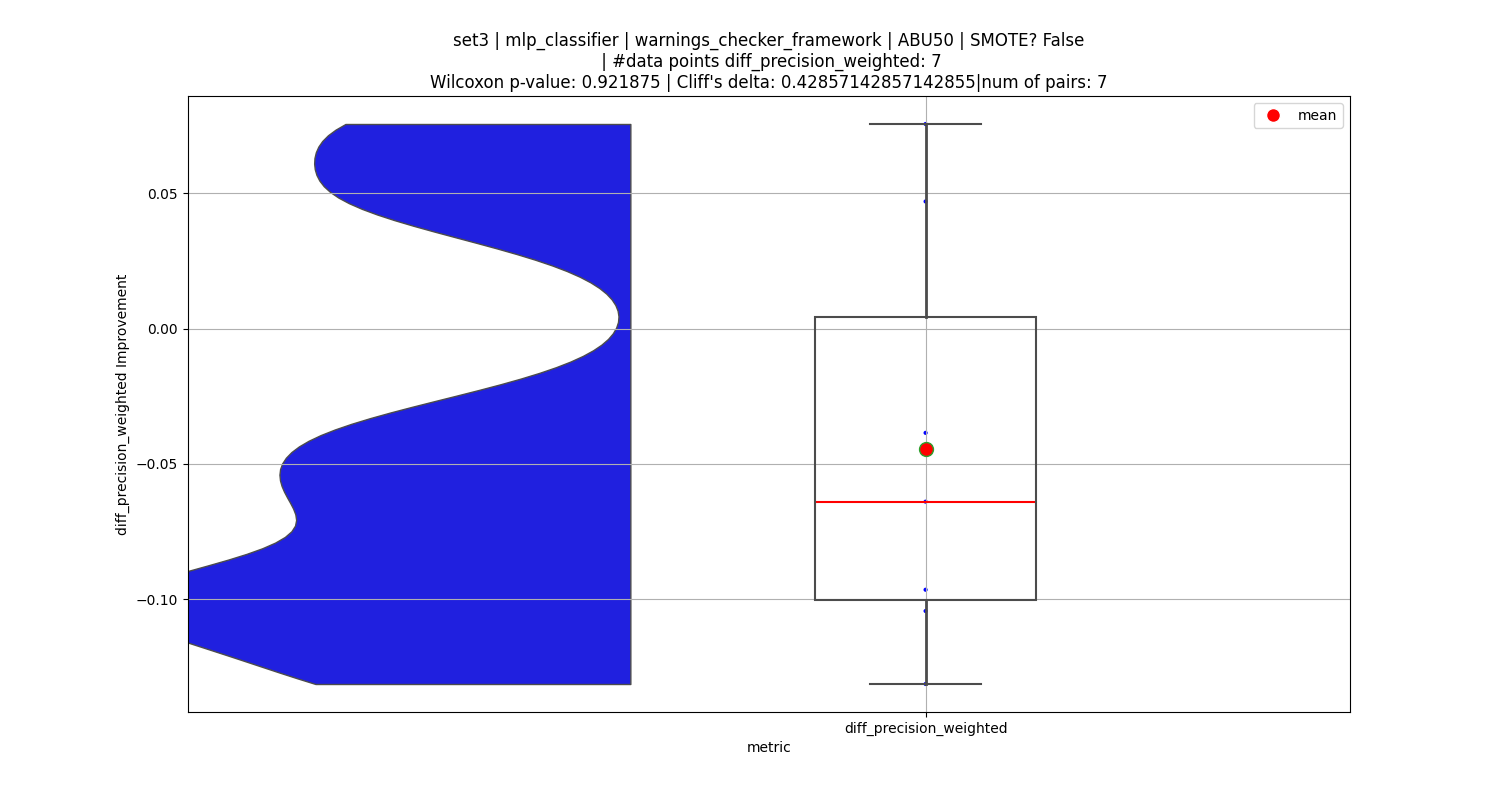 set3 | mlp_classifier | warnings_checker_framework | ABU50 | SMOTE? False
| #data points diff_precision_weighted: 7
Wilcoxon p-value: 0.921875 | Cliff's delta: 0.42857142857142855|num of pairs: 7
mean
0.05
0.00
−0.05
−0.10
diff_precision_weighted Improvement
diff_precision_weighted
metric